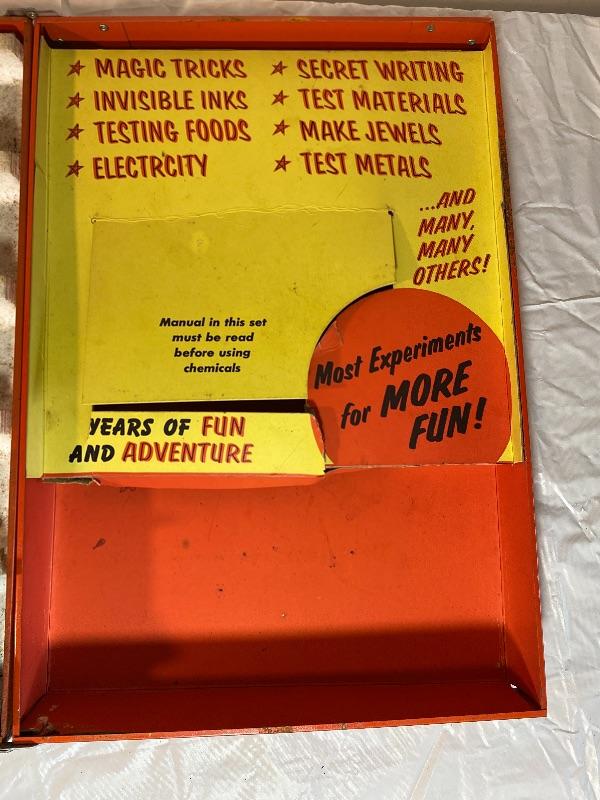 ★ MAGIC TRICKS
★ INVISIBLE INKS
★ TESTING FOODS
★ ELECTRCITY
★ SECRET WRITING
★ TEST MATERIALS
★ MAKE JEWELS
★ TEST METALS
...AND
MANY,
MANY
OTHERS!
Manual in this set
must be read
before using
chemicals
Most Experiments
for MORE
FUN!
YEARS OF FUN
AND ADVENTURE